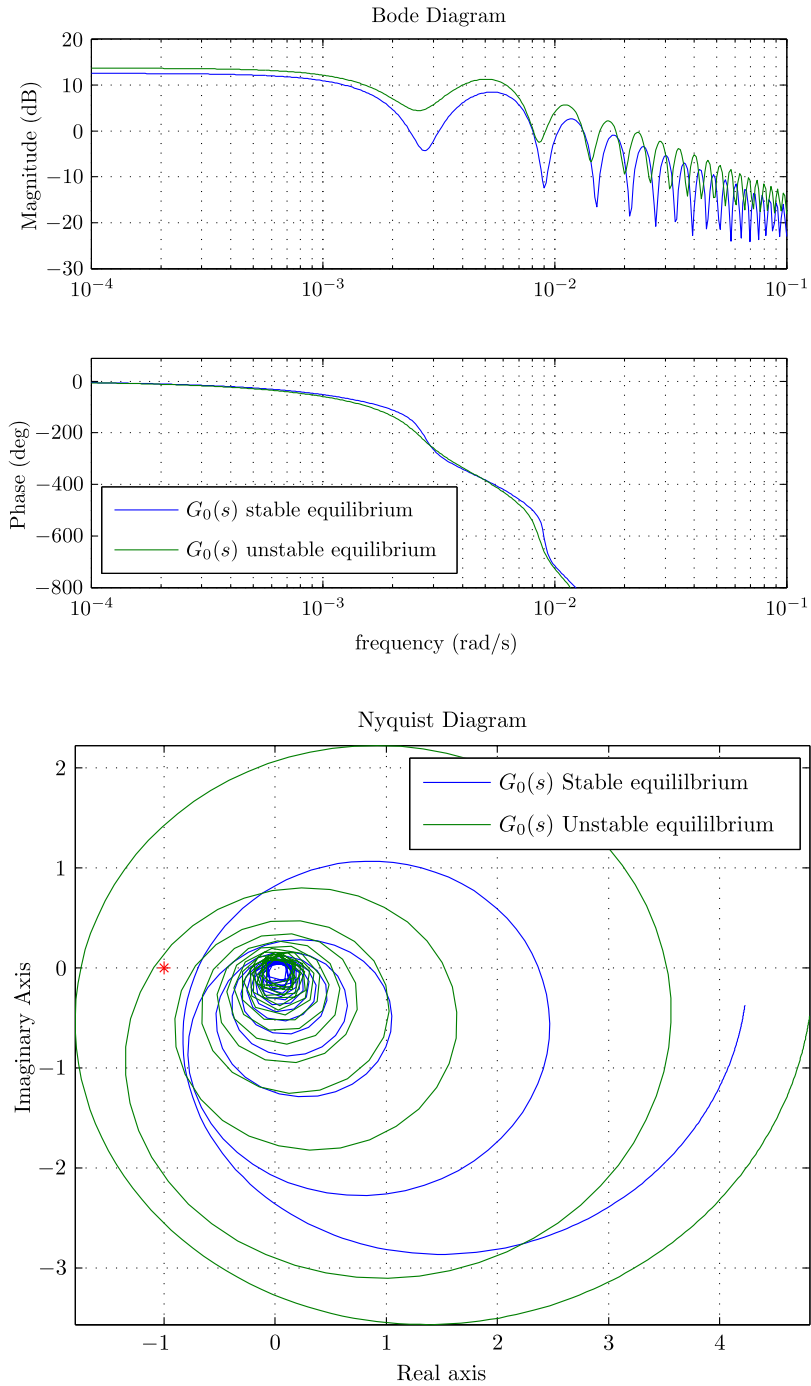 Bode Diagram
Magnitude (dB)
20
10
0
−10
−20
−30
10⁻⁴
10⁻³
10⁻²
10⁻¹
Phase (deg)
0
−200
−400
−600
−800
G₀(s) stable equilibrium
G₀(s) unstable equilibrium
10⁻⁴
10⁻³
10⁻²
10⁻¹
frequency (rad/s)
Nyquist Diagram
G₀(s) Stable equililbrium
G₀(s) Unstable equililbrium
Imaginary Axis
2
1
0
−1
−2
−3
−1
0
1
2
3
4
Real axis